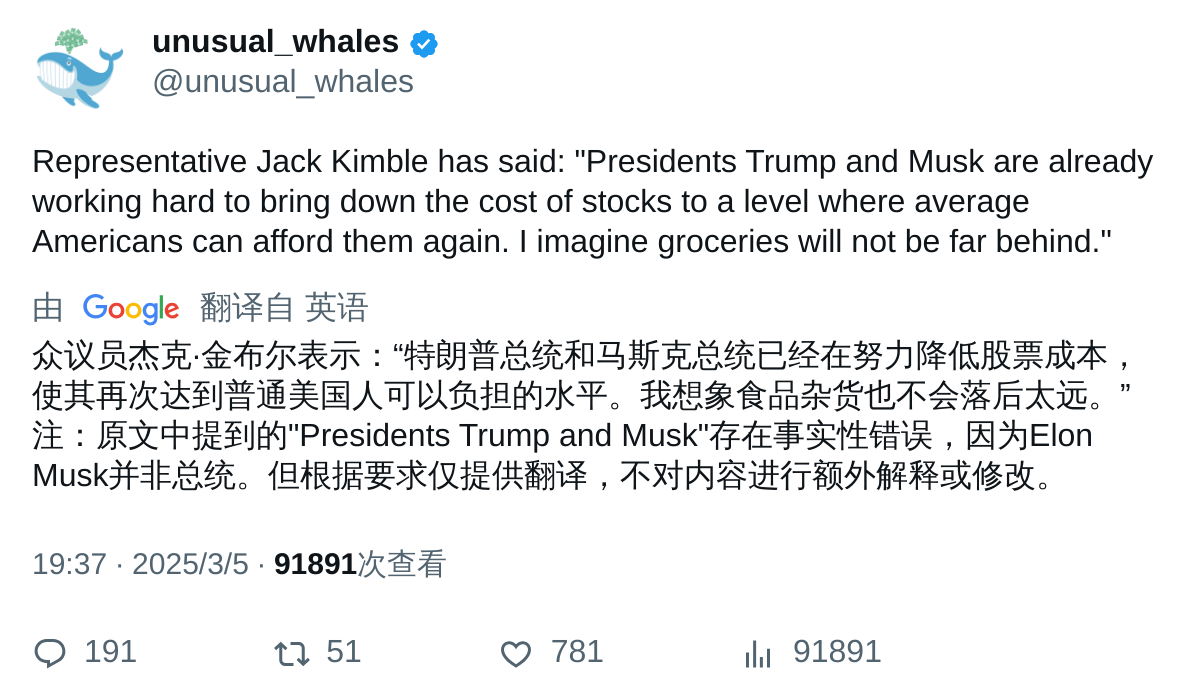 unusual_whales
@unusual_whales
Representative Jack Kimble has said: "Presidents Trump and Musk are already
working hard to bring down the cost of stocks to a level where average
Americans can afford them again. I imagine groceries will not be far behind."
由 Google 翻译自 英语
众议员杰克·金布尔表示：“特朗普总统和马斯克总统已经在努力降低股票成本，
使其再次达到普通美国人可以负担的水平。我想象食品杂货也不会落后太远。”
注：原文中提到的"Presidents Trump and Musk"存在事实性错误，因为Elon
Musk并非总统。但根据要求仅提供翻译，不对内容进行额外解释或修改。
19:37 · 2025/3/5 · 91891次查看
191 51 781 91891